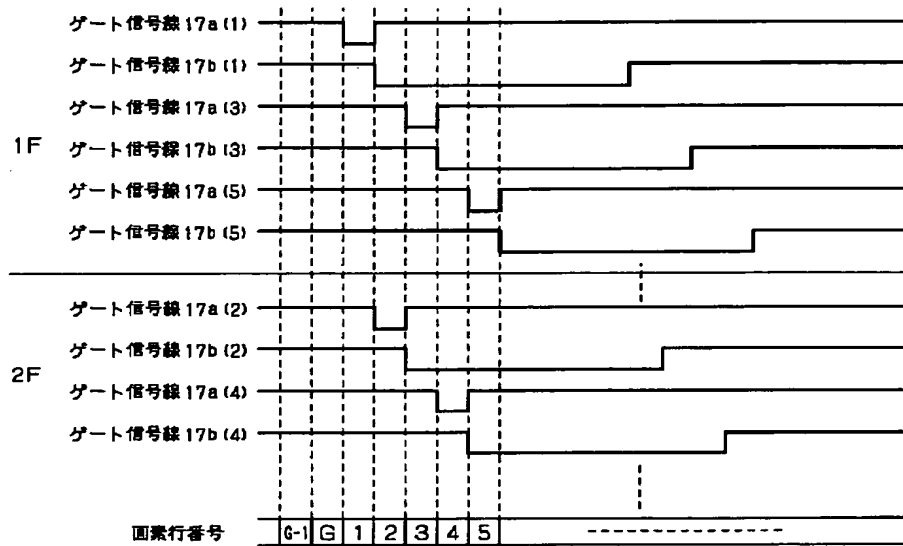 ゲート信号線 17a (1)
ゲート信号線 17b (1)
ゲート信号線 17a (3)
1F
ゲート信号線 17b (3)
ゲート信号線 17a (5)
ゲート信号線 17b (5)
ゲート信号線 17a (2)
ゲート信号線 17b (2)
2F
ゲート信号線 17a (4)
ゲート信号線 17b (4)
画素行番号 G-1 G 1 2 3 4 5